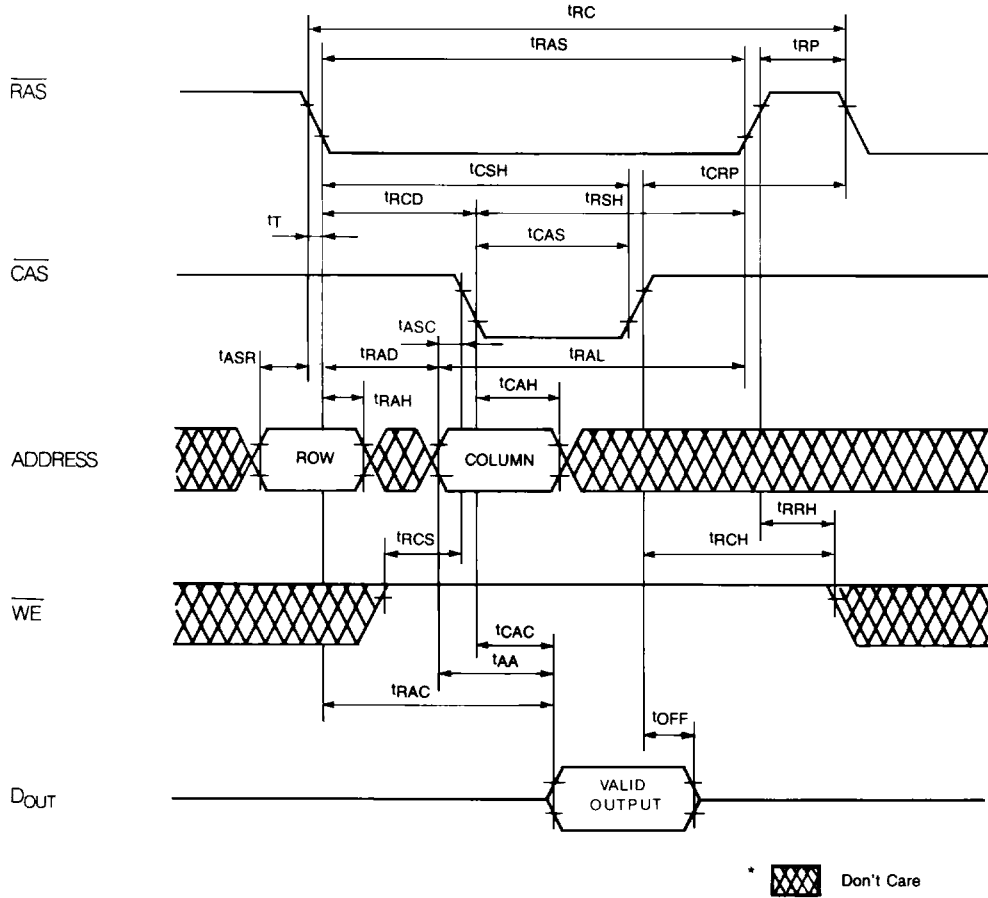 tRC
tRAS
tRP
RAS
tCSH
tCRP
tRCD
tRSH
tT
tCAS
CAS
tASC
tASR
tRAD
tRAL
tCAH
tRAH
ADDRESS
ROW
COLUMN
tRRH
tRCS
tRCH
WE
tCAC
tAA
tRAC
tOFF
DOUT
VALID
OUTPUT
* Don't Care